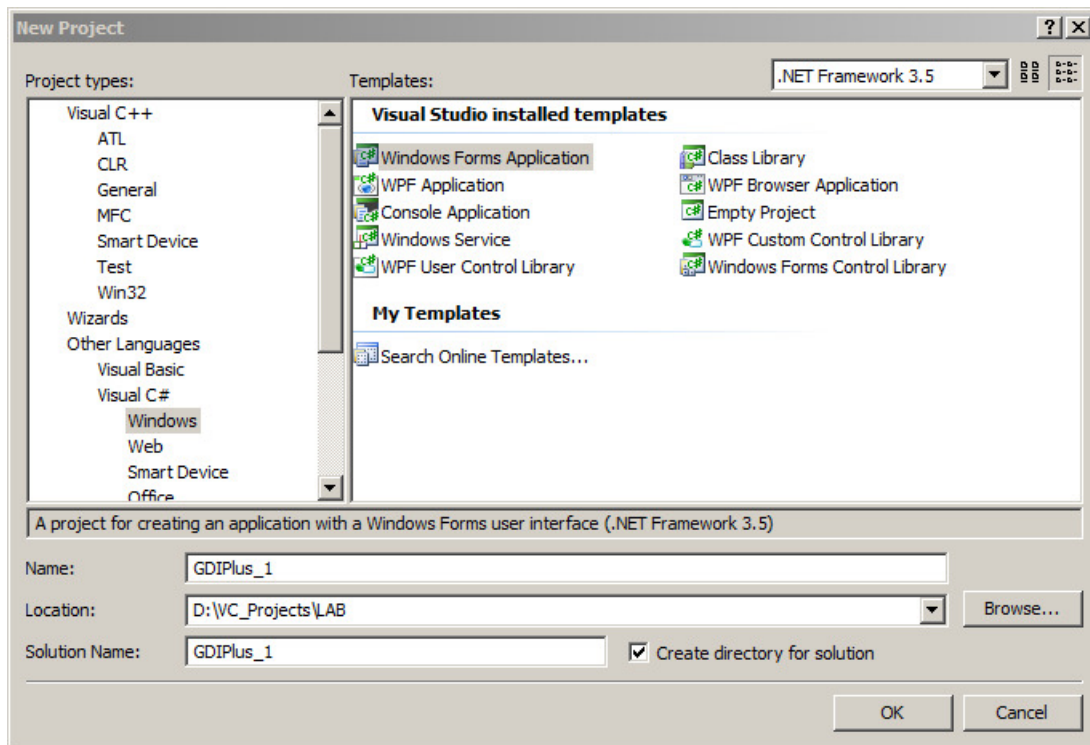 New Project
Project types:
Templates:
.NET Framework 3.5
Visual C++
ATL
CLR
General
MFC
Smart Device
Test
Win32
Wizards
Other Languages
Visual Basic
Visual C#
Windows
Web
Smart Device
Office
Visual Studio installed templates
Windows Forms Application
Class Library
WPF Application
WPF Browser Application
Console Application
Empty Project
Windows Service
WPF Custom Control Library
WPF User Control Library
Windows Forms Control Library
My Templates
Search Online Templates...
A project for creating an application with a Windows Forms user interface (.NET Framework 3.5)
Name:
GDIPlus_1
Location:
D:\VC_Projects\LAB
Browse...
Solution Name:
GDIPlus_1
Create directory for solution
OK
Cancel